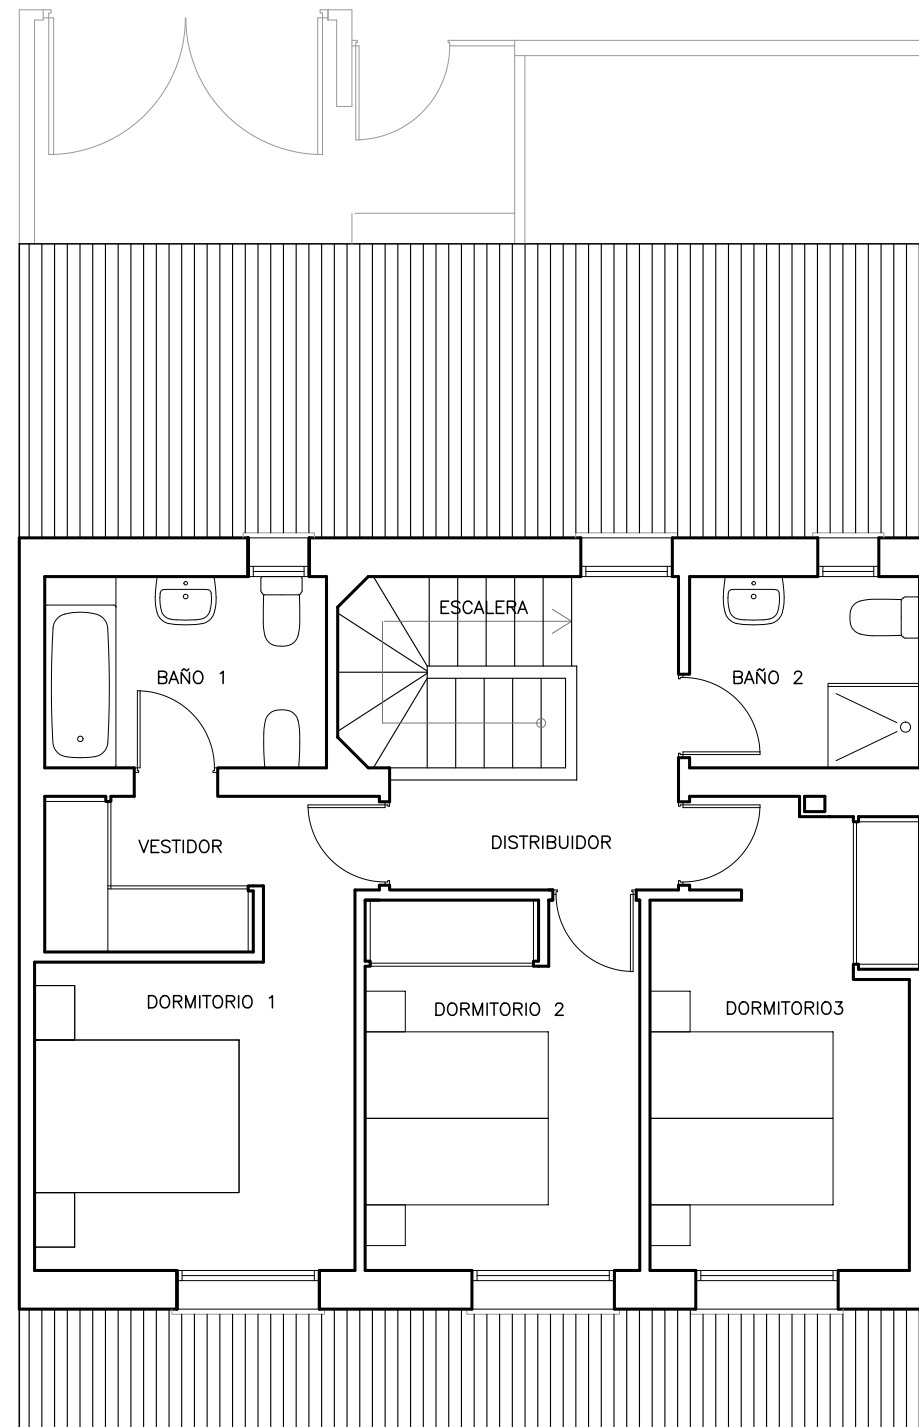 ESCALERA
BAÑO 1
BAÑO 2
VESTIDOR
DISTRIBUIDOR
DORMITORIO 1
DORMITORIO 2
DORMITORIO3